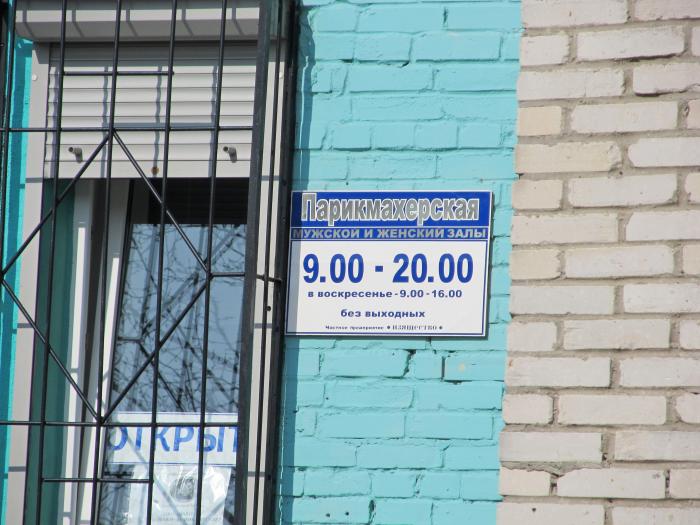 Парикмахерская
МУЖСКОЙ И ЖЕНСКИЙ ЗАЛЫ
9.00 - 20.00
в воскресенье - 9.00 - 16.00
без выходных
Частное предприятие • ИЗЯЩЕСТВО •
ОТКРЫТ